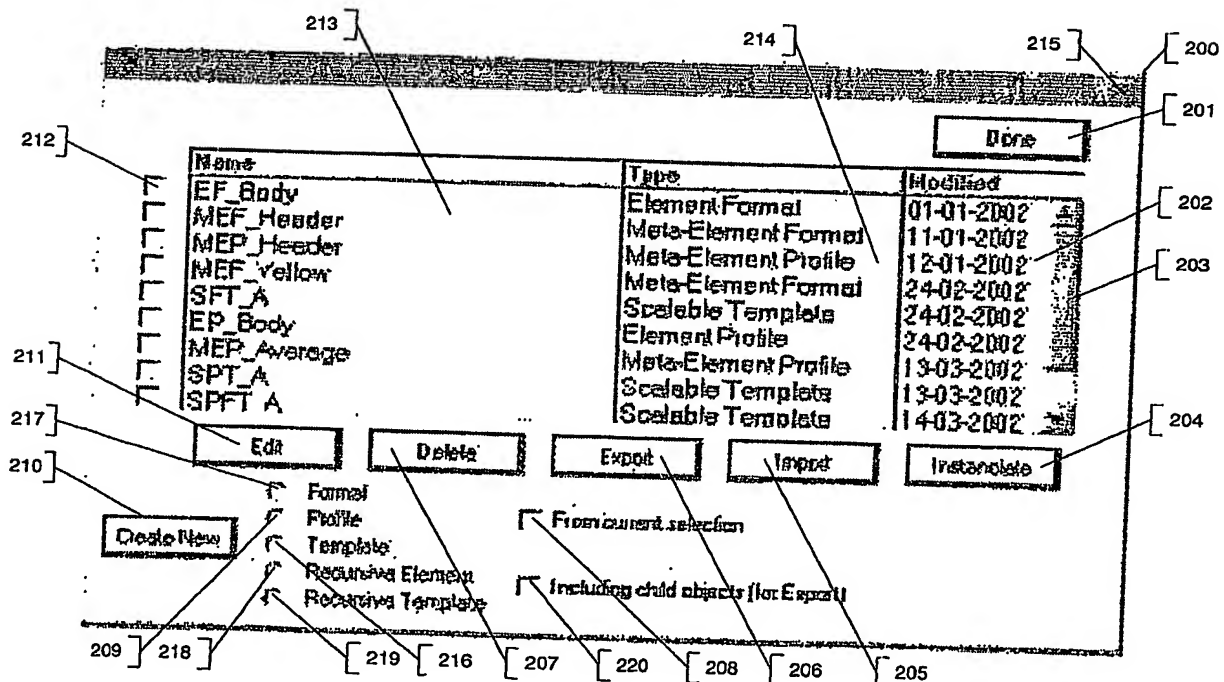 213
214
215
200
Done
201
212
Name Type Modified
EF_Body Element Format 01-01-2002
MEF_Header Meta-Element Format 11-01-2002
MEP_Header Meta-Element Profile 12-01-2002
MEF_Yellow Meta-Element Format 24-02-2002
SFT_A Scalable Template 24-02-2002
EP_Body Element Profile 24-02-2002
MEP_Average Meta-Element Profile 13-03-2002
SPT_A Scalable Template 13-03-2002
SPFT_A Scalable Template 14-03-2002
202
203
211
217
204
Edit Delete Export Import Instanciate
210
Create New
Format
Profile
Template
Recursive Element
Recursive Template
From current selection
Including child objects (for Export)
209 218 219 216 207 220 208 206 205